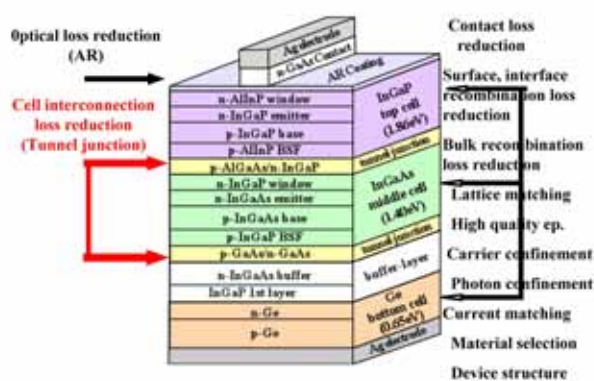 Optical loss reduction
(AR)
Cell interconnection
loss reduction
(Tunnel junction)
Ag electrode
n-GaAs Contact
AR Coating
n-AlInP window
n-InGaP emitter
p-InGaP base
p-AlInP BSF
p-AlGaAs/n-InGaP
n-InGaP window
n-InGaAs emitter
p-InGaAs base
p-InGaP BSF
p-GaAs/n-GaAs
n-InGaAs buffer
InGaP 1st layer
n-Ge
p-Ge
InGaP
top cell
(1.86eV)
tunnel junction
InGaAs
middle cell
(1.40eV)
tunnel junction
buffer-layer
Ge
bottom cell
(0.65eV)
Ag electrode
Contact loss
reduction
Surface, interface
recombination loss
reduction
Bulk recombination
loss reduction
Lattice matching
High quality ep.
Carrier confinement
Photon confinement
Current matching
Material selection
Device structure